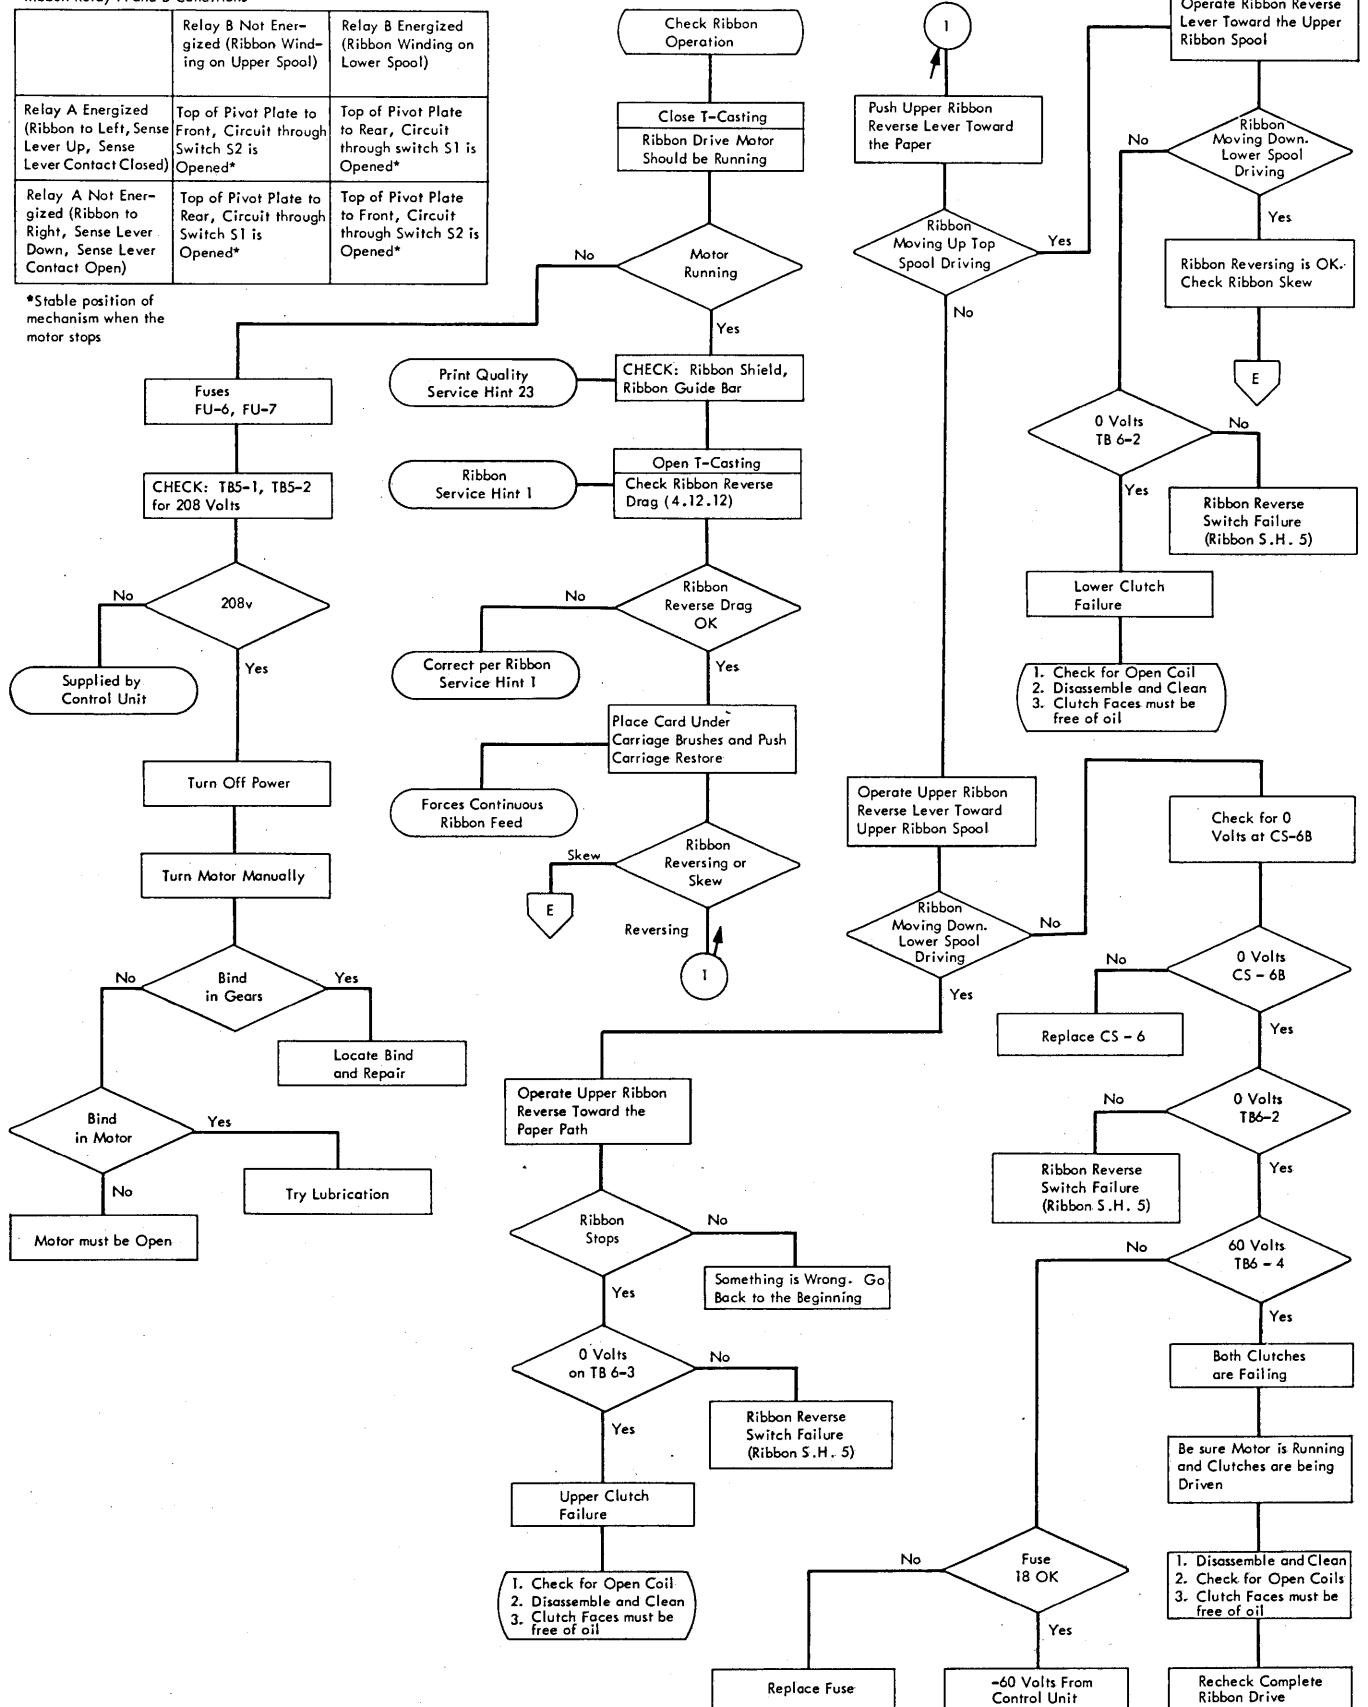 Ribbon Relay A and B Conditions
Relay B Not Ener-
gized (Ribbon Wind-
ing on Upper Spool)
Relay B Energized
(Ribbon Winding on
Lower Spool)
Relay A Energized
(Ribbon to Left, Sense
Lever Up, Sense
Lever Contact Closed)
Top of Pivot Plate to
Front, Circuit through
Switch S2 is
Opened*
Top of Pivot Plate
to Rear, Circuit
through switch S1 is
Opened*
Relay A Not Ener-
gized (Ribbon to
Right, Sense Lever
Down, Sense Lever
Contact Open)
Top of Pivot Plate to
Rear, Circuit through
Switch S1 is
Opened*
Top of Pivot Plate
to Front, Circuit
through Switch S2 is
Opened*
*Stable position of
mechanism when the
motor stops
Check Ribbon
Operation
Close T-Casting
Ribbon Drive Motor
Should be Running
Motor
Running
No
Yes
Fuses
FU-6, FU-7
CHECK: TB5-1, TB5-2
for 208 Volts
208v
No
Yes
Supplied by
Control Unit
Turn Off Power
Turn Motor Manually
Bind
in Gears
No
Yes
Locate Bind
and Repair
Bind
in Motor
Yes
No
Try Lubrication
Motor must be Open
Print Quality
Service Hint 23
CHECK: Ribbon Shield,
Ribbon Guide Bar
Ribbon
Service Hint 1
Open T-Casting
Check Ribbon Reverse
Drag (4.12.12)
Ribbon
Reverse Drag
OK
No
Yes
Correct per Ribbon
Service Hint 1
Place Card Under
Carriage Brushes and Push
Carriage Restore
Forces Continuous
Ribbon Feed
Ribbon
Reversing or
Skew
Skew
E
Reversing
1
1
Push Upper Ribbon
Reverse Lever Toward
the Paper
Ribbon
Moving Up Top
Spool Driving
Yes
No
Operate Ribbon Reverse
Lever Toward the Upper
Ribbon Spool
Ribbon
Moving Down.
Lower Spool
Driving
No
Yes
Ribbon Reversing is OK.
Check Ribbon Skew
E
0 Volts
TB 6-2
No
Yes
Ribbon Reverse
Switch Failure
(Ribbon S.H. 5)
Lower Clutch
Failure
1. Check for Open Coil
2. Disassemble and Clean
3. Clutch Faces must be
free of oil
Operate Upper Ribbon
Reverse Lever Toward
Upper Ribbon Spool
Ribbon
Moving Down.
Lower Spool
Driving
No
Yes
Check for 0
Volts at CS-6B
0 Volts
CS - 6B
No
Yes
Replace CS - 6
0 Volts
TB6-2
No
Yes
Ribbon Reverse
Switch Failure
(Ribbon S.H. 5)
60 Volts
TB6 - 4
No
Yes
Both Clutches
are Failing
Be sure Motor is Running
and Clutches are being
Driven
1. Disassemble and Clean
2. Check for Open Coils
3. Clutch Faces must be
free of oil
Recheck Complete
Ribbon Drive
Fuse
18 OK
No
Yes
Replace Fuse
-60 Volts From
Control Unit
Operate Upper Ribbon
Reverse Toward the
Paper Path
Ribbon
Stops
No
Yes
Something is Wrong. Go
Back to the Beginning
0 Volts
on TB 6-3
No
Yes
Ribbon Reverse
Switch Failure
(Ribbon S.H. 5)
Upper Clutch
Failure
1. Check for Open Coil
2. Disassemble and Clean
3. Clutch Faces must be
free of oil